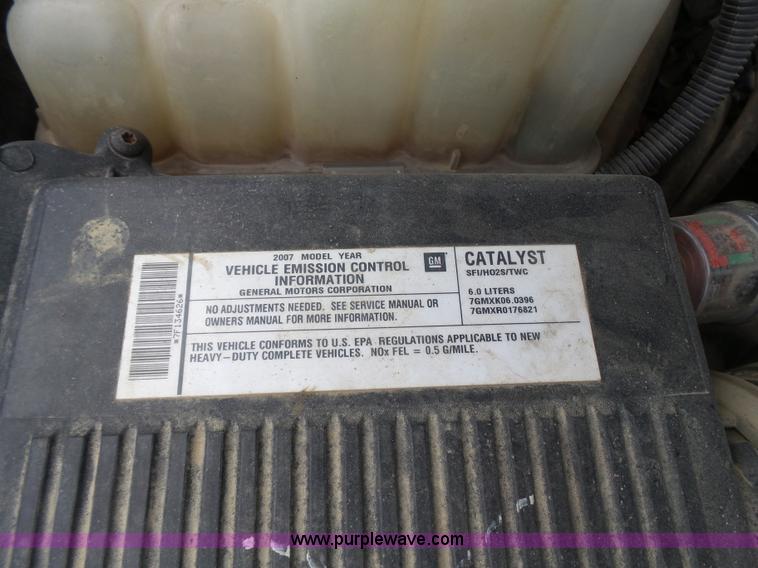 2007 MODEL YEAR
VEHICLE EMISSION CONTROL
INFORMATION
GENERAL MOTORS CORPORATION
GM
CATALYST
SFI/HO2S/TWC
6.0 LITERS
7GMXK06.0396
7GMXR0176821
NO ADJUSTMENTS NEEDED. SEE SERVICE MANUAL OR
OWNERS MANUAL FOR MORE INFORMATION.
THIS VEHICLE CONFORMS TO U.S. EPA REGULATIONS APPLICABLE TO NEW
HEAVY-DUTY COMPLETE VEHICLES. NOx FEL = 0.5 G/MILE.
*7F134626*
www.purplewave.com